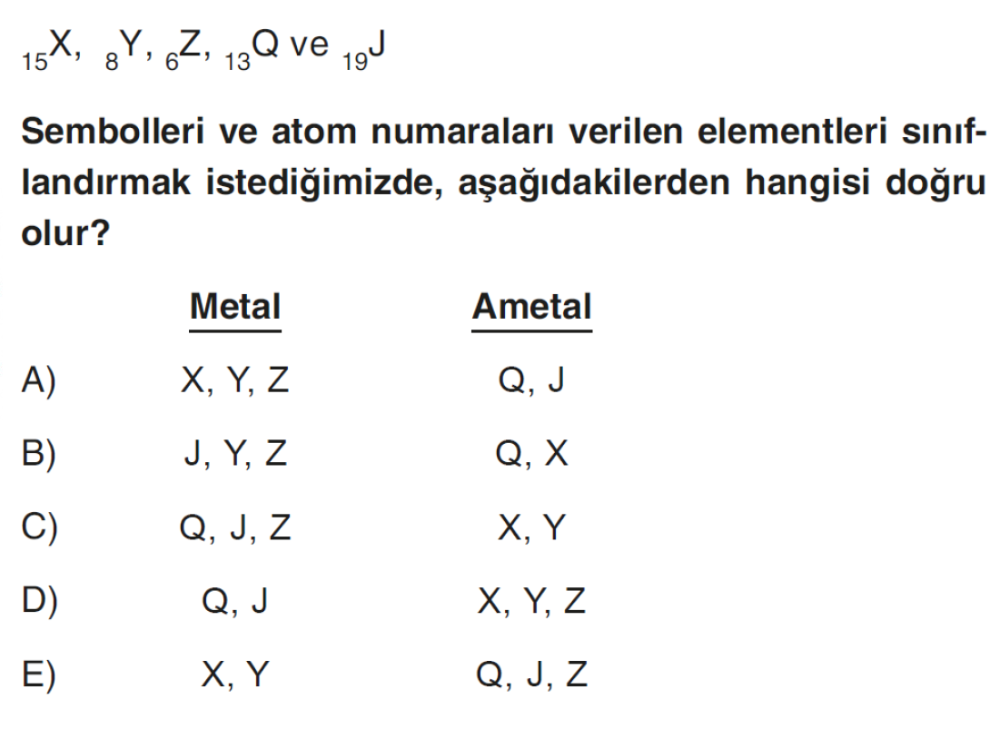 ₁₅X, ₈Y, ₆Z, ₁₃Q ve ₁₉J
Sembolleri ve atom numaraları verilen elementleri sınıf-
landırmak istediğimizde, aşağıdakilerden hangisi doğru
olur?
Metal Ametal
A) X, Y, Z Q, J
B) J, Y, Z Q, X
C) Q, J, Z X, Y
D) Q, J X, Y, Z
E) X, Y Q, J, Z